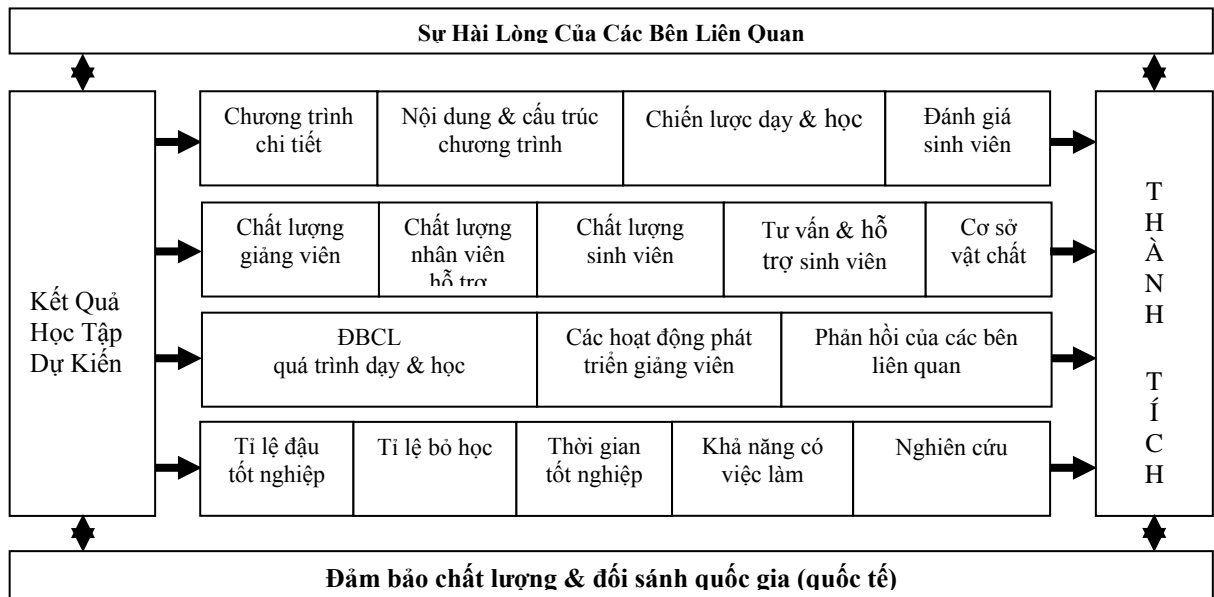 Sự Hài Lòng Của Các Bên Liên Quan
Kết Quả
Học Tập
Dự Kiến
Chương trình
chi tiết
Nội dung & cấu trúc
chương trình
Chiến lược dạy & học
Đánh giá
sinh viên
Chất lượng
giảng viên
Chất lượng
nhân viên
hỗ trợ
Chất lượng
sinh viên
Tư vấn & hỗ
trợ sinh viên
Cơ sở
vật chất
ĐBCL
quá trình dạy & học
Các hoạt động phát
triển giảng viên
Phản hồi của các bên
liên quan
Tỉ lệ đậu
tốt nghiệp
Tỉ lệ bỏ học
Thời gian
tốt nghiệp
Khả năng có
việc làm
Nghiên cứu
T
H
À
N
H
T
Í
C
H
Đảm bảo chất lượng & đối sánh quốc gia (quốc tế)